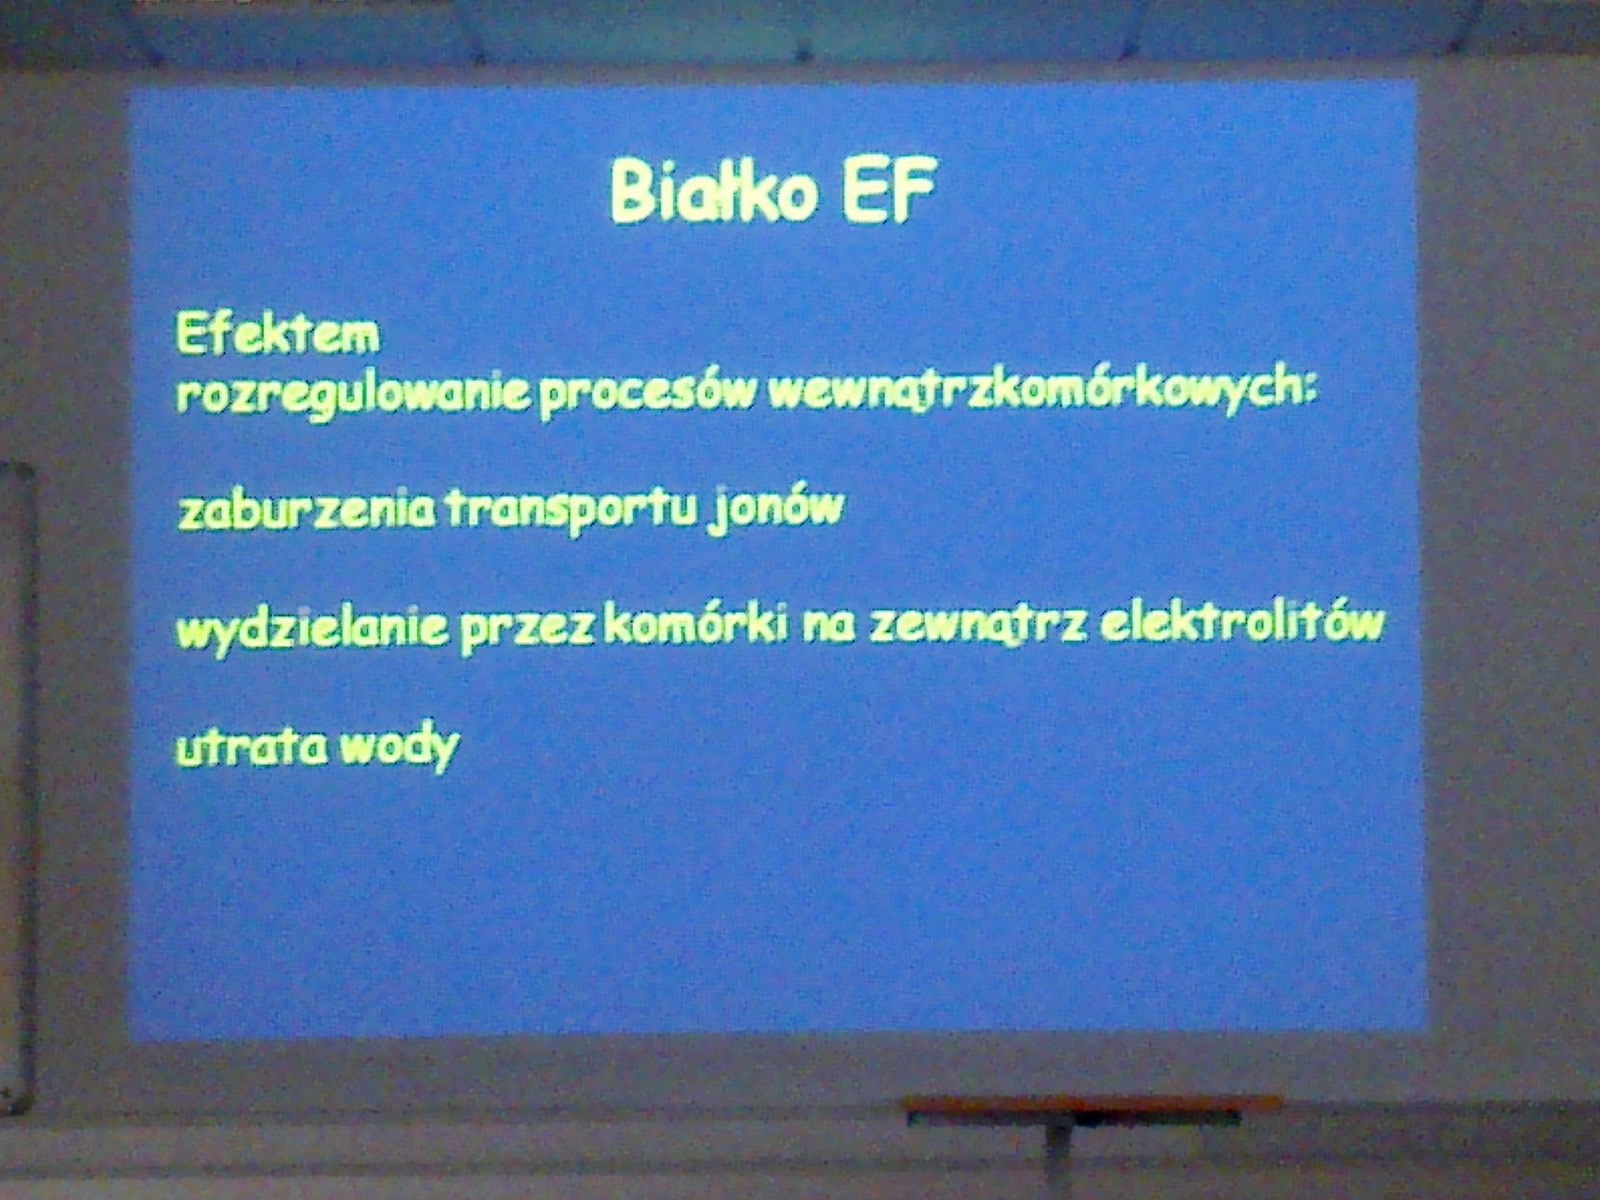 Białko EF
Efektem
rozregulowanie procesów wewnątrzkomórkowych:
zaburzenia transportu jonów
wydzielanie przez komórki na zewnątrz elektrolitów
utrata wody